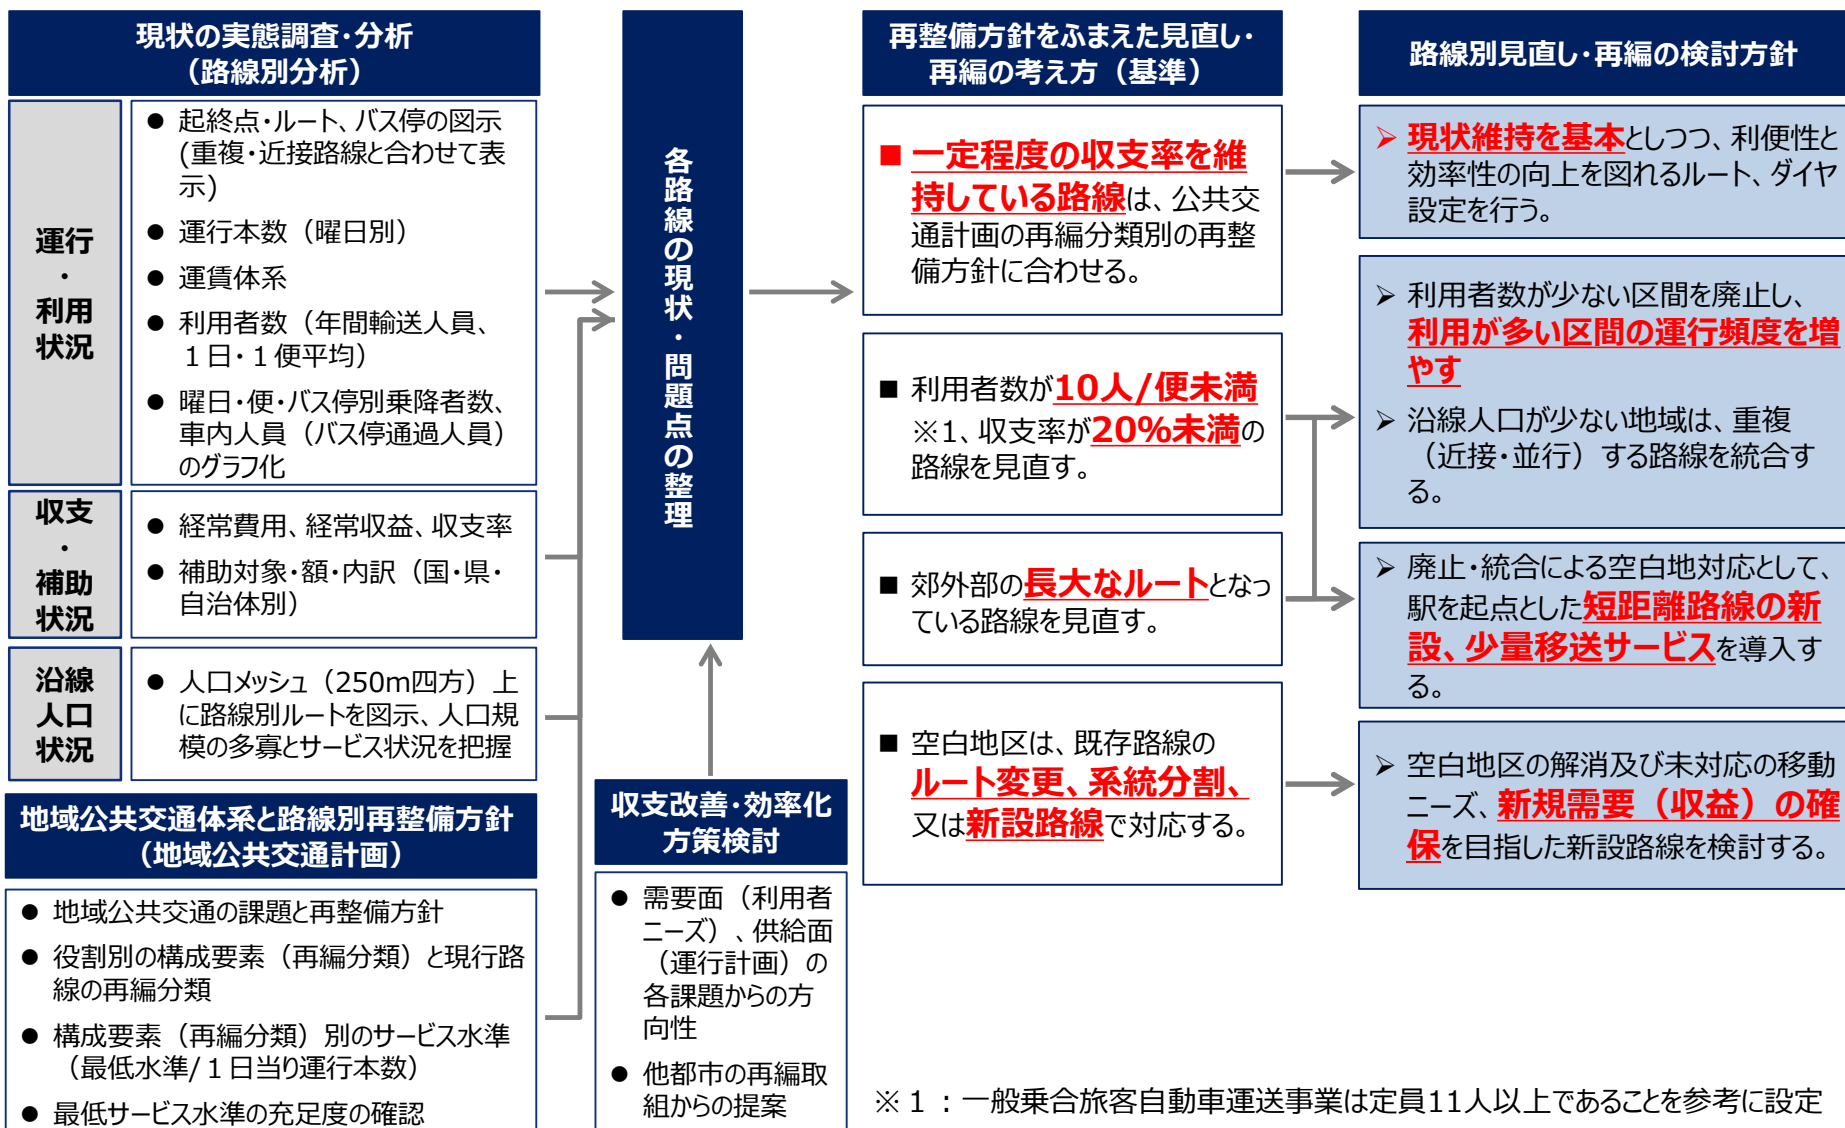 現状の実態調査・分析
（路線別分析）
運行
・
利用
状況
● 起終点・ルート、バス停の図示
(重複・近接路線と合わせて表
示)
● 運行本数（曜日別）
● 運賃体系
● 利用者数（年間輸送人員、
１日・１便平均）
● 曜日・便・バス停別乗降者数、
車内人員（バス停通過人員）
のグラフ化
収支
・
補助
状況
● 経常費用、経常収益、収支率
● 補助対象・額・内訳（国・県・
自治体別）
沿線
人口
状況
● 人口メッシュ（250m四方）上
に路線別ルートを図示、人口規
模の多寡とサービス状況を把握
地域公共交通体系と路線別再整備方針
（地域公共交通計画）
● 地域公共交通の課題と再整備方針
● 役割別の構成要素（再編分類）と現行路
線の再編分類
● 構成要素（再編分類）別のサービス水準
（最低水準/１日当り運行本数）
● 最低サービス水準の充足度の確認
各路線の現状・問題点の整理
収支改善・効率化
方策検討
● 需要面（利用者
ニーズ）、供給面
（運行計画）の
各課題からの方
向性
● 他都市の再編取
組からの提案
再整備方針をふまえた見直し・
再編の考え方（基準）
■ 一定程度の収支率を維
持している路線は、公共交
通計画の再編分類別の再整
備方針に合わせる。
■ 利用者数が10人/便未満
※1、収支率が20%未満の
路線を見直す。
■ 郊外部の長大なルートとなっ
ている路線を見直す。
■ 空白地区は、既存路線の
ルート変更、系統分割、
又は新設路線で対応する。
路線別見直し・再編の検討方針
➢ 現状維持を基本としつつ、利便性と
効率性の向上を図れるルート、ダイヤ
設定を行う。
➢ 利用者数が少ない区間を廃止し、
利用が多い区間の運行頻度を増
やす
➢ 沿線人口が少ない地域は、重複
（近接・並行）する路線を統合す
る。
➢ 廃止・統合による空白地対応として、
駅を起点とした短距離路線の新
設、少量移送サービスを導入す
る。
➢ 空白地区の解消及び未対応の移動
ニーズ、新規需要（収益）の確
保を目指した新設路線を検討する。
※１：一般乗合旅客自動車運送事業は定員11人以上であることを参考に設定